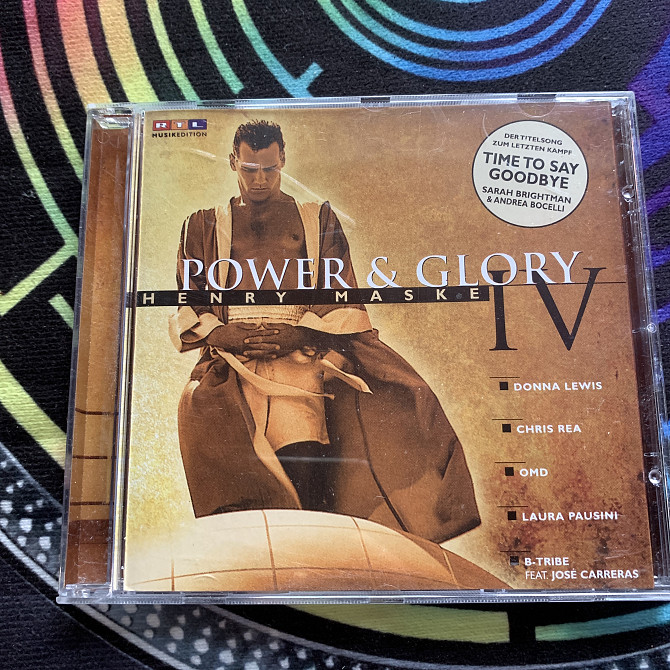 RTL
MUSIKEDITION
DER TITELSONG
ZUM LETZTEN KAMPF
TIME TO SAY
GOODBYE
SARAH BRIGHTMAN
& ANDREA BOCELLI
POWER & GLORY
HENRY MASKE
IV
DONNA LEWIS
CHRIS REA
OMD
LAURA PAUSINI
B-TRIBE
FEAT. JOSÉ CARRERAS